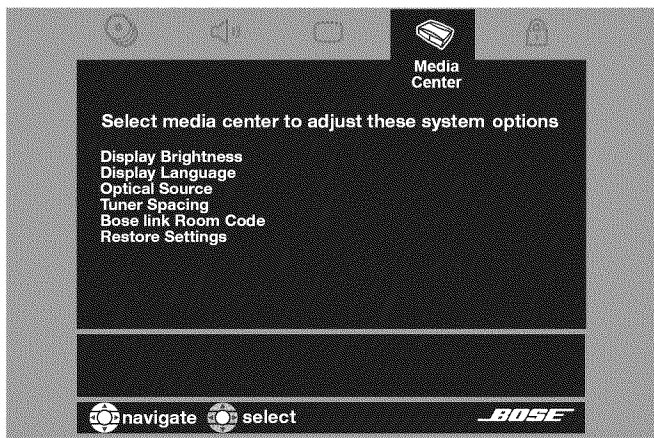 Media
Center
Select media center to adjust these system options
Display Brightness
Display Language
Optical Source
Tuner Spacing
Bose link Room Code
Restore Settings
navigate select
BOSE